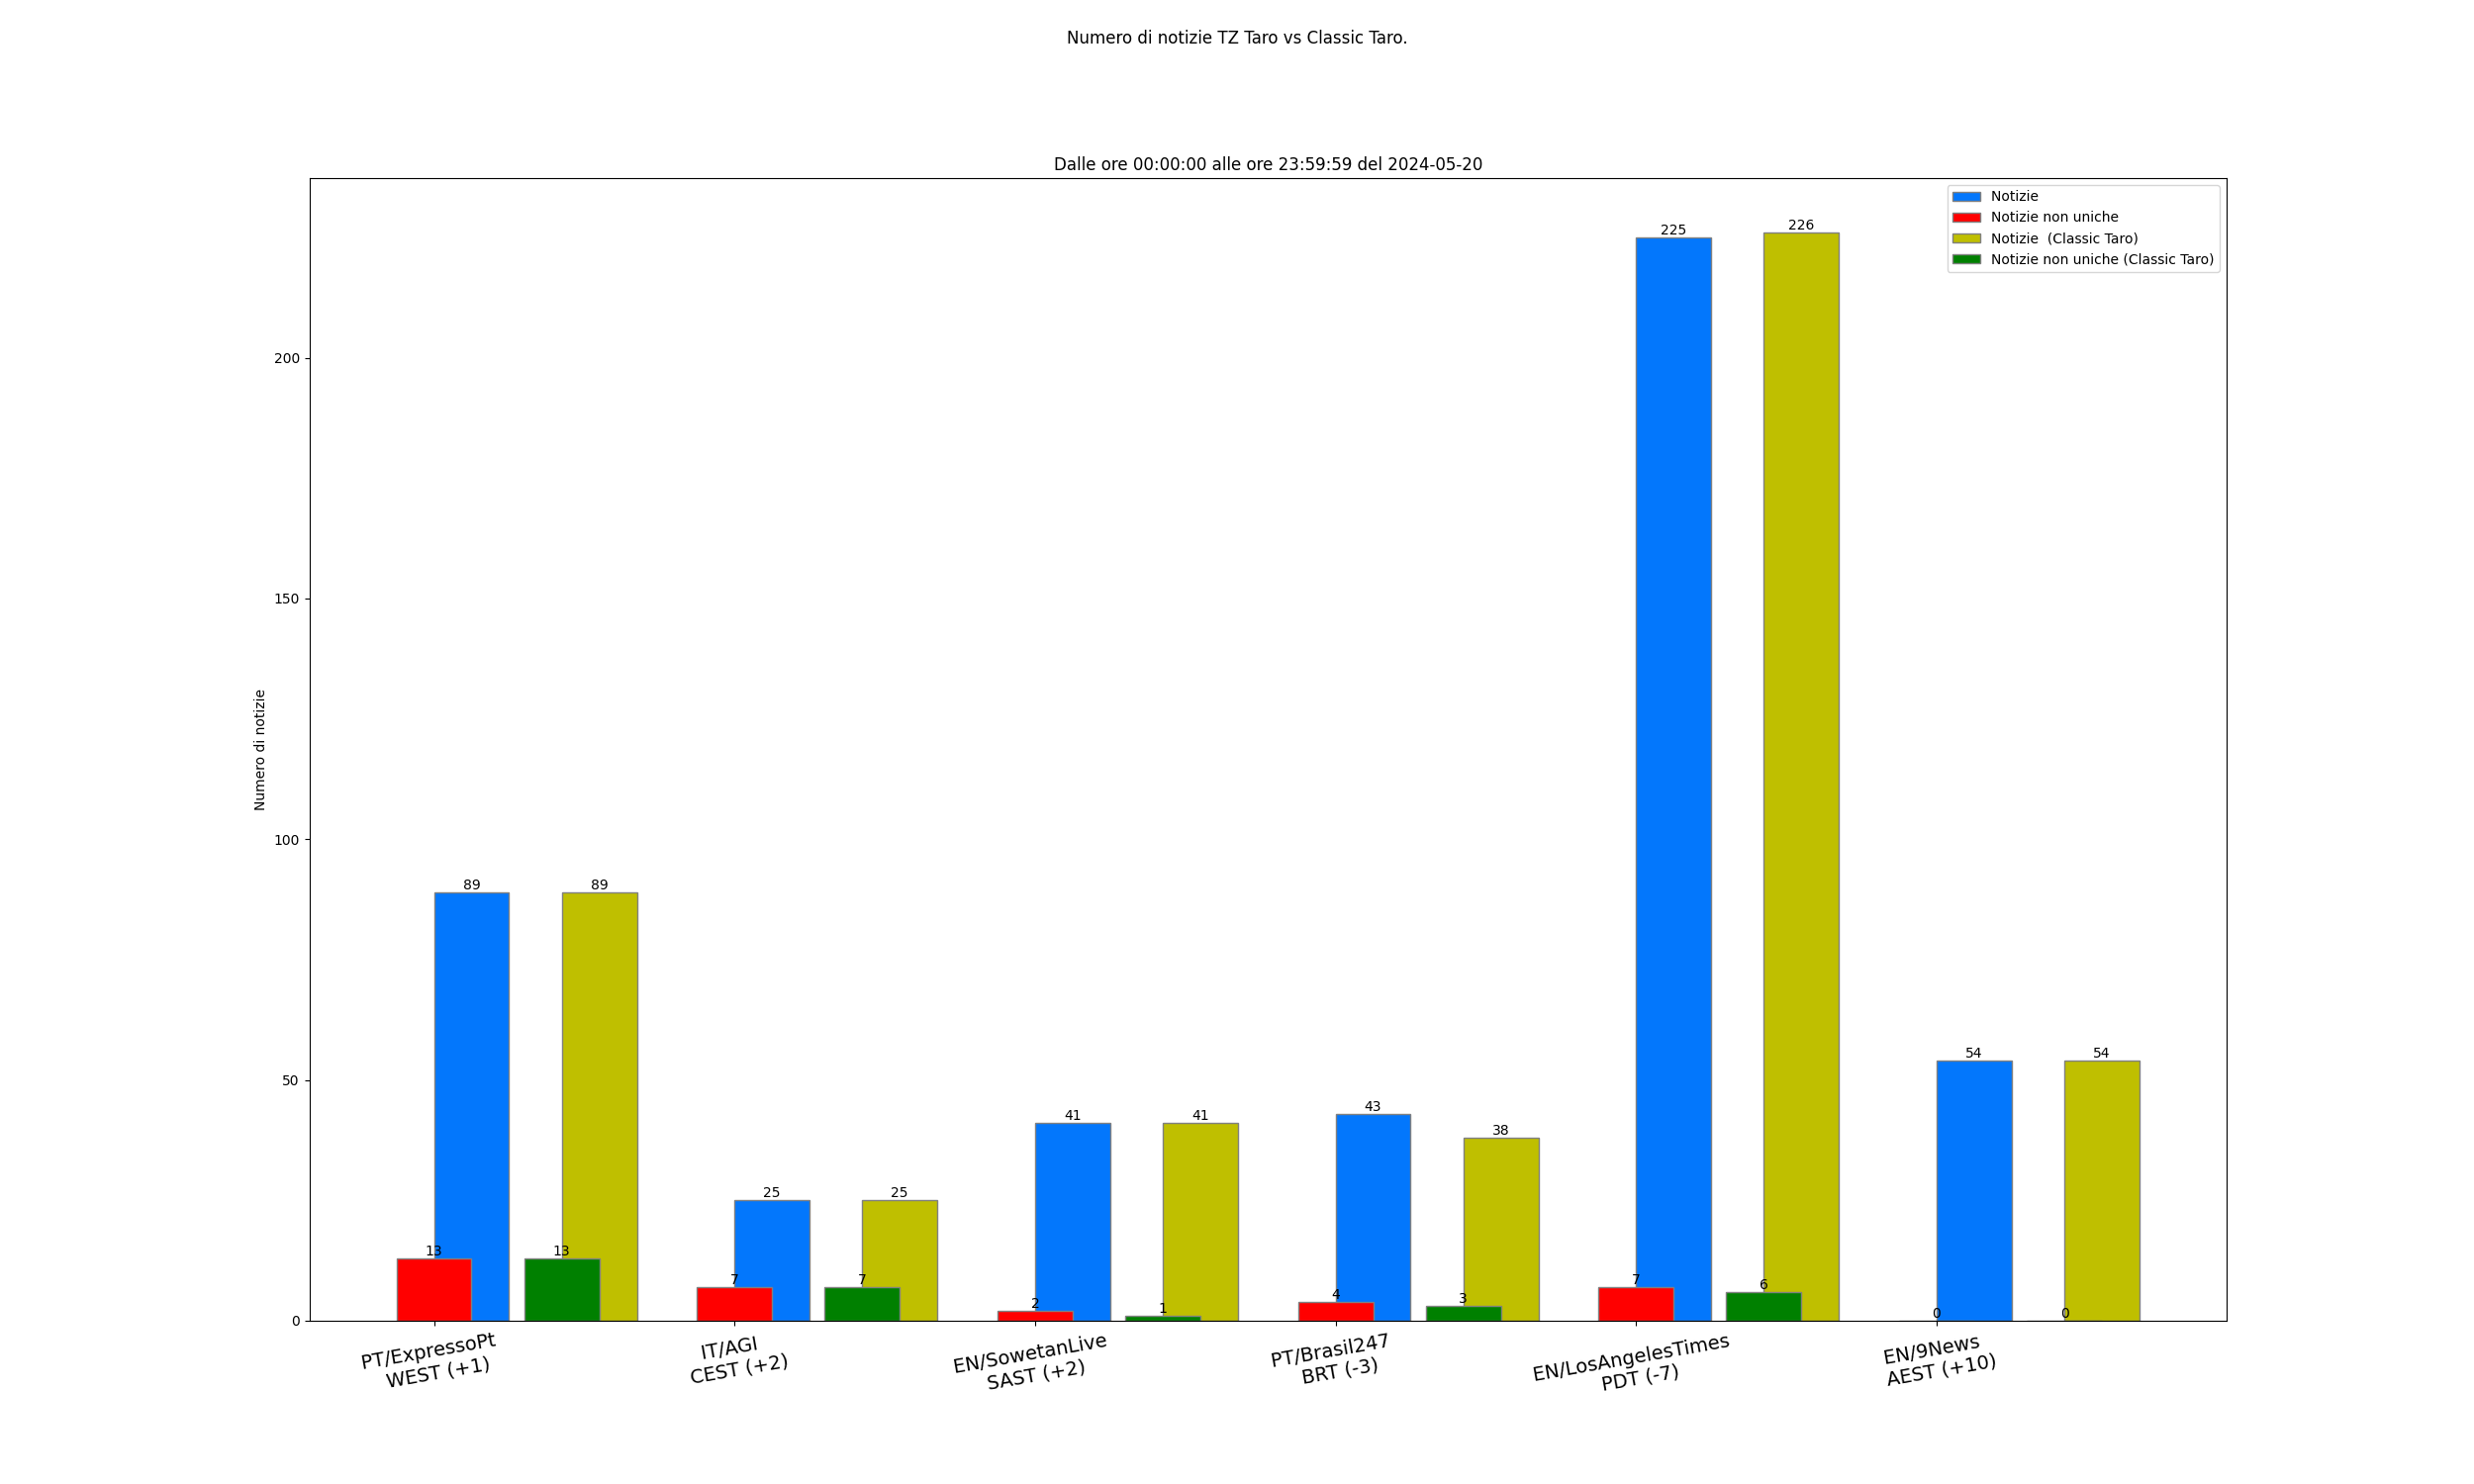 Numero di notizie TZ Taro vs Classic Taro.
Dalle ore 00:00:00 alle ore 23:59:59 del 2024-05-20
Notizie
Notizie non uniche
Notizie  (Classic Taro)
Notizie non uniche (Classic Taro)
Numero di notizie
200
150
100
50
0
225
226
89
89
54
54
41
41
43
38
25
25
13
13
7
7
2
1
4
3
7
6
0
0
PT/ExpressoPt
WEST (+1)
IT/AGI
CEST (+2)
EN/SowetanLive
SAST (+2)
PT/Brasil247
BRT (-3)
EN/LosAngelesTimes
PDT (-7)
EN/9News
AEST (+10)